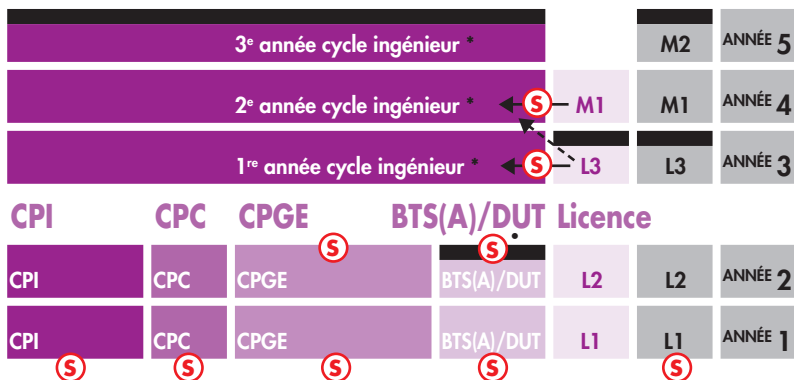 3e année cycle ingénieur * M2 ANNÉE 5
2e année cycle ingénieur * S M1 M1 ANNÉE 4
1re année cycle ingénieur * S L3 L3 ANNÉE 3
CPI CPC CPGE BTS(A)/DUT Licence
S S
CPI CPC CPGE BTS(A)/DUT L2 L2 ANNÉE 2
CPI CPC CPGE BTS(A)/DUT L1 L1 ANNÉE 1
S S S S S